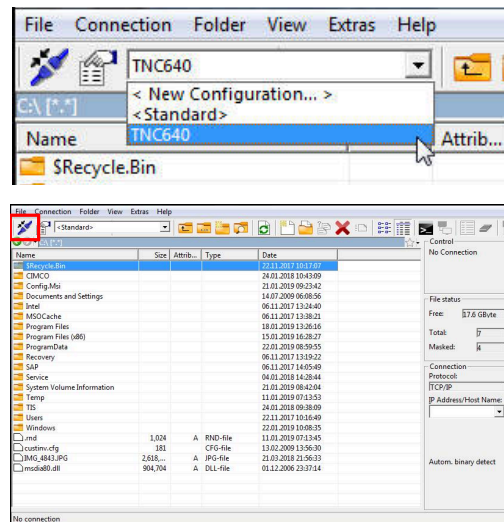 File Connection Folder View Extras Help
TNC640
C:\ [*.*]
< New Configuration... >
<Standard>
TNC640
Name Attrib...
$Recycle.Bin
File Connection Folder View Extras Help
<Standard>
Control
No Connection
Name Size Attrib... Type Date
$Recycle.Bin 22.11.2017 10:17:07
CIMCO 24.01.2018 10:43:09
Config.Msi 21.01.2019 09:23:42
Documents and Settings 14.07.2009 06:08:56
Intel 06.11.2017 13:24:40
MSOCache 06.11.2017 13:38:21
Program Files 18.01.2019 13:26:16
Program Files (x86) 15.01.2019 16:28:27
ProgramData 22.01.2019 08:59:55
Recovery 06.11.2017 13:19:22
SAP 06.11.2017 14:05:49
Service 04.01.2018 14:28:44
System Volume Information 21.01.2019 08:42:04
Temp 11.01.2019 07:13:53
TIS 24.01.2018 09:38:09
Users 22.11.2017 10:16:49
Windows 22.01.2019 10:08:35
.rnd 1,024 A RND-file 11.01.2019 07:13:45
custinv.cfg 181 CFG-file 13.02.2009 13:56:30
IMG_4843.JPG 2,618,... A JPG-file 21.03.2018 21:56:33
msdia80.dll 904,704 A DLL-file 01.12.2006 23:37:14
File status
Free: 17.6 GByte
Total: 7
Masked: 4
Connection
Protocol:
TCP/IP
IP Address/Host Name:
Autom. binary detect
No connection